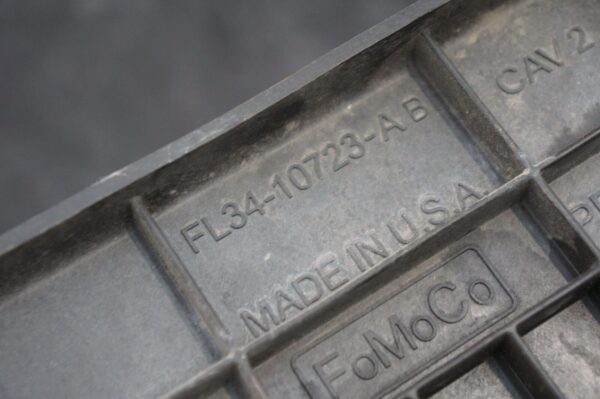 FL34-10723-AB
MADE IN U.S.A.
FoMoCo
CAV 2